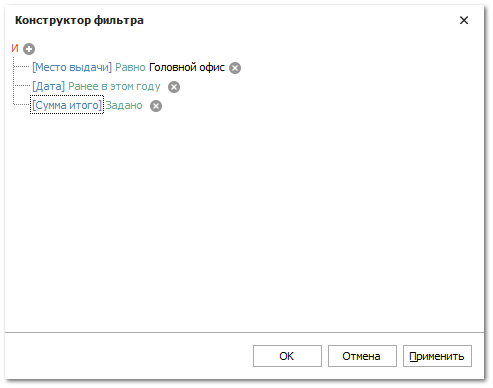 Конструктор фильтра
И
[Место выдачи] Равно Головной офис
[Дата] Ранее в этом году
[Сумма итого] Задано
OK Отмена Применить